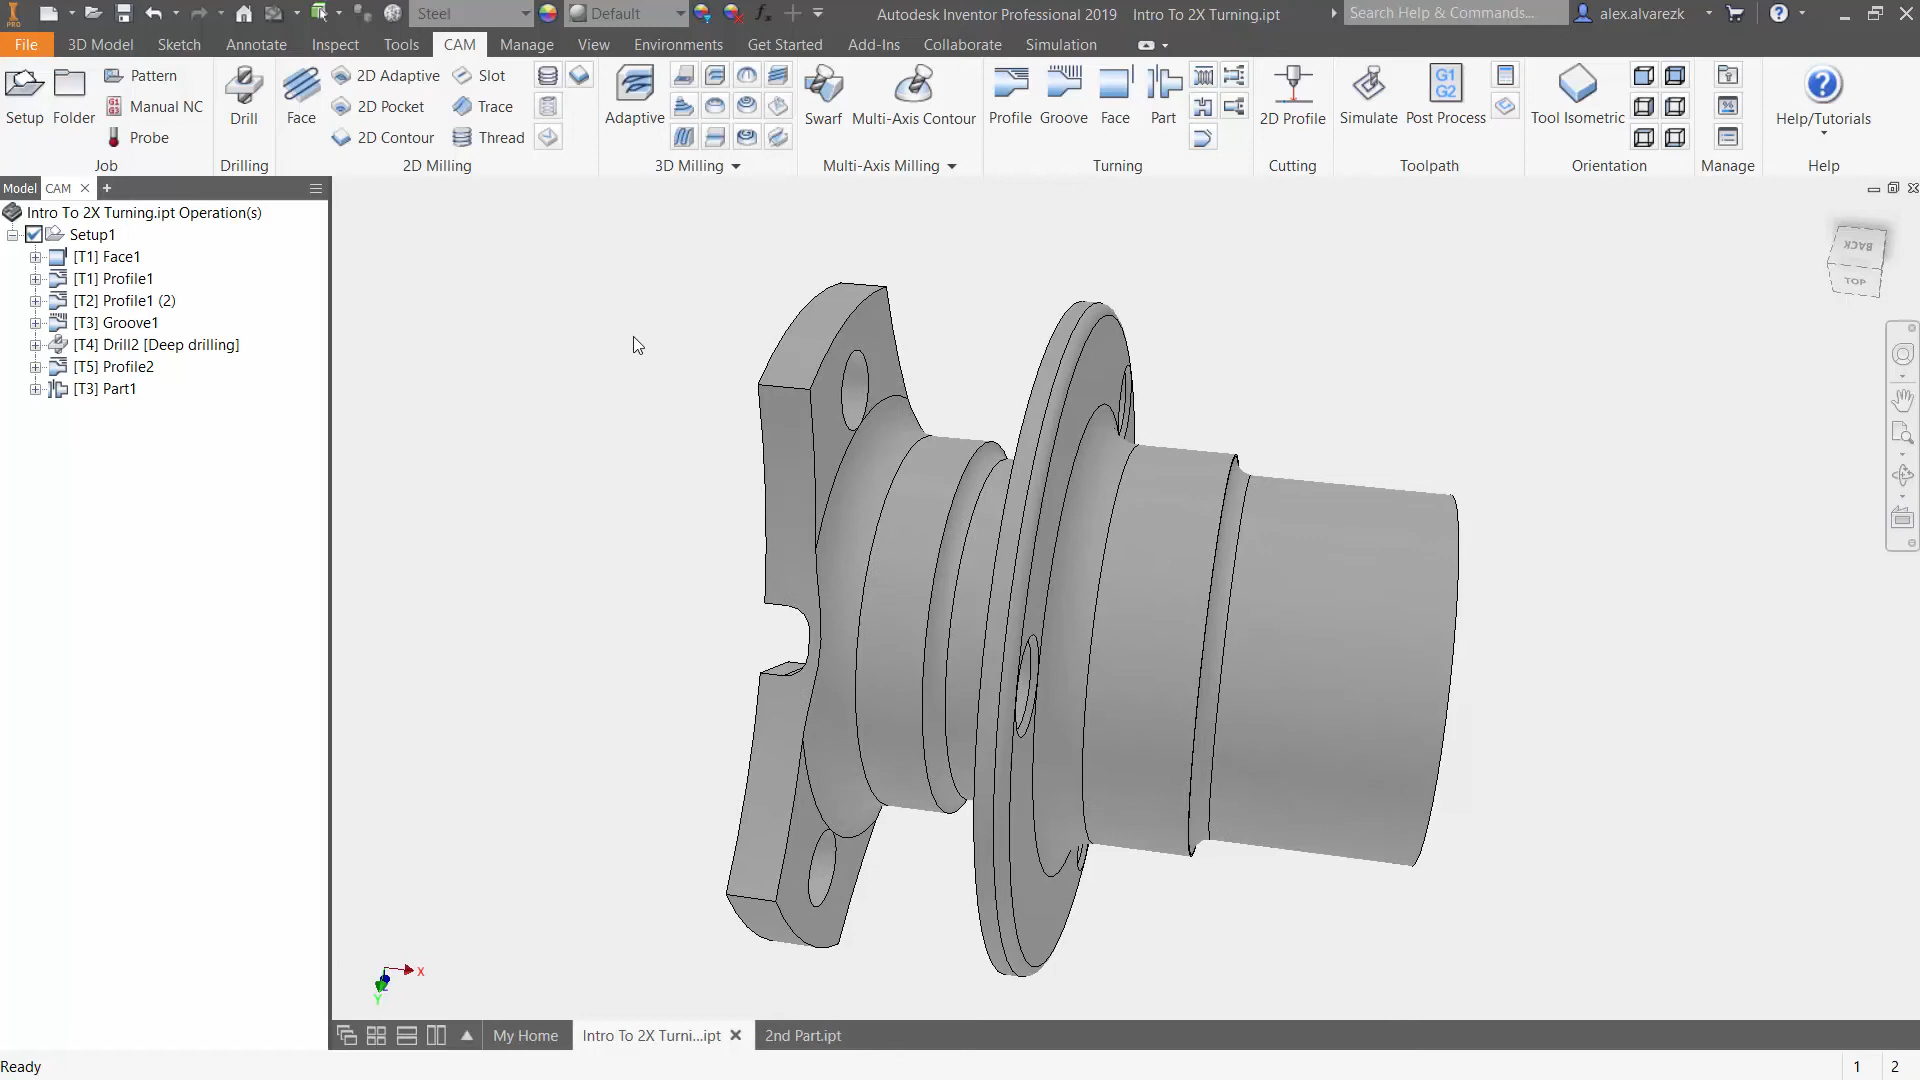 PRO Steel Default Autodesk Inventor Professional 2019 Intro To 2X Turning.ipt Search Help & Commands... alex.alvarezk
File 3D Model Sketch Annotate Inspect Tools CAM Manage View Environments Get Started Add-Ins Collaborate Simulation
Setup Folder Pattern Manual NC Probe
Job
Drill
Drilling
Face 2D Adaptive 2D Pocket 2D Contour Slot Trace Thread
2D Milling
Adaptive
3D Milling
Swarf Multi-Axis Contour
Multi-Axis Milling
Profile Groove Face Part
Turning
2D Profile
Cutting
Simulate G1 G2 Post Process
Toolpath
Tool Isometric
Orientation
Manage
Help/Tutorials
Help
Model CAM
Intro To 2X Turning.ipt Operation(s)
Setup1
[T1] Face1
[T1] Profile1
[T2] Profile1 (2)
[T3] Groove1
[T4] Drill2 [Deep drilling]
[T5] Profile2
[T3] Part1
BACK
TOP
X
Y
My Home Intro To 2X Turni...ipt 2nd Part.ipt
Ready 1 2